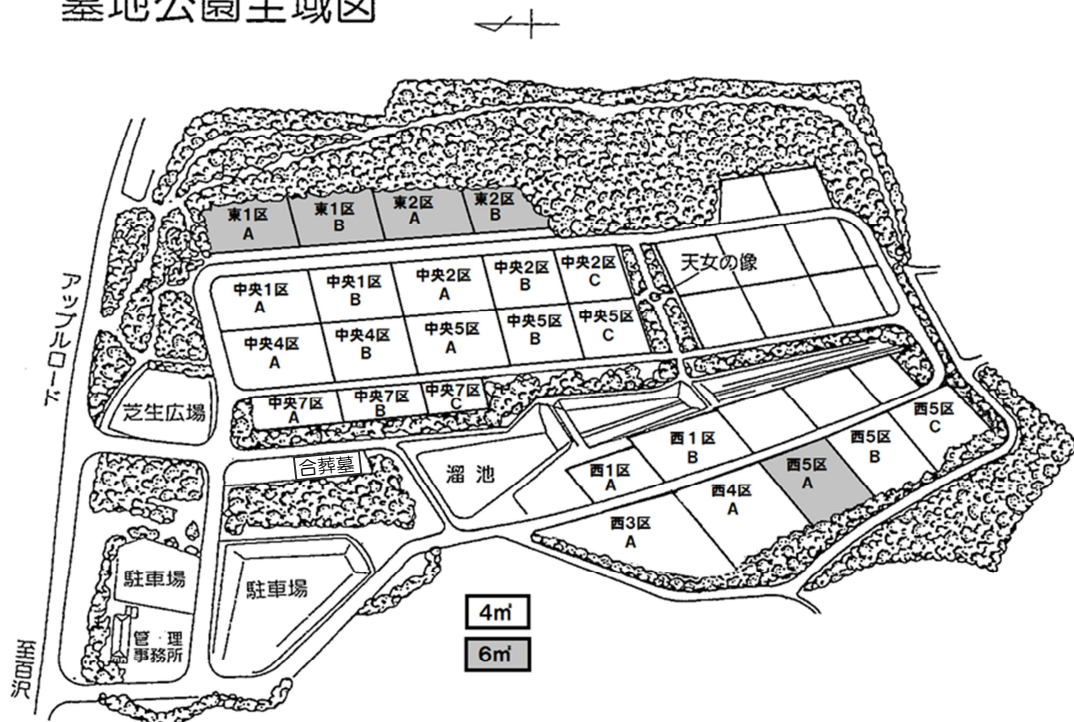 墓地公園全域図
東1区
A
東1区
B
東2区
A
東2区
B
中央1区
A
中央1区
B
中央2区
A
中央2区
B
中央2区
C
天女の像
中央4区
A
中央4区
B
中央5区
A
中央5区
B
中央5区
C
アップルロード
芝生広場
中央7区
A
中央7区
B
中央7区
C
合葬墓
溜池
西1区
A
西1区
B
西5区
A
西5区
B
西5区
C
西3区
A
西4区
A
駐車場
駐車場
管理
事務所
至百沢
4㎡
6㎡